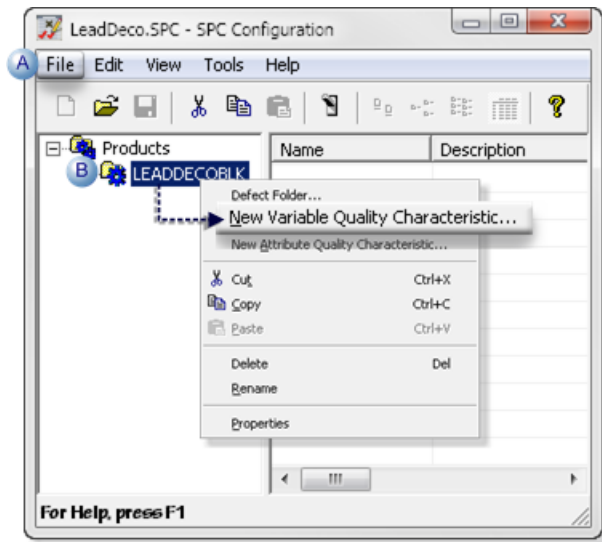 LeadDeco.SPC - SPC Configuration
A File Edit View Tools Help
Products
Name Description
B LEADDECOBLK
Defect Folder...
New Variable Quality Characteristic...
New Attribute Quality Characteristic...
Cut Ctrl+X
Copy Ctrl+C
Paste Ctrl+V
Delete Del
Rename
Properties
For Help, press F1